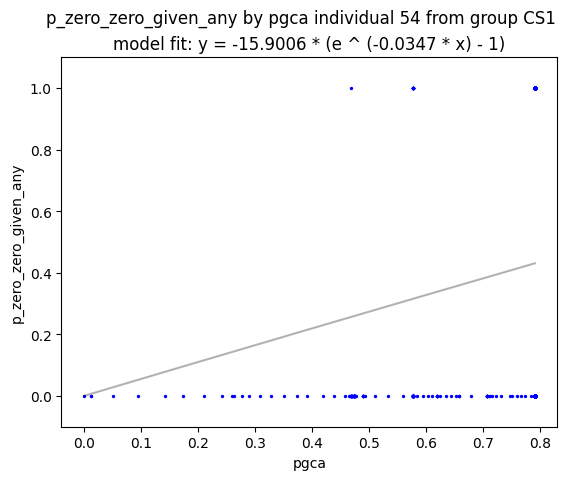 p_zero_zero_given_any by pgca individual 54 from group CS1
model fit: y = -15.9006 * (e ^ (-0.0347 * x) - 1)
1.0
0.8
0.6
0.4
0.2
0.0
p_zero_zero_given_any
0.0 0.1 0.2 0.3 0.4 0.5 0.6 0.7 0.8
pgca